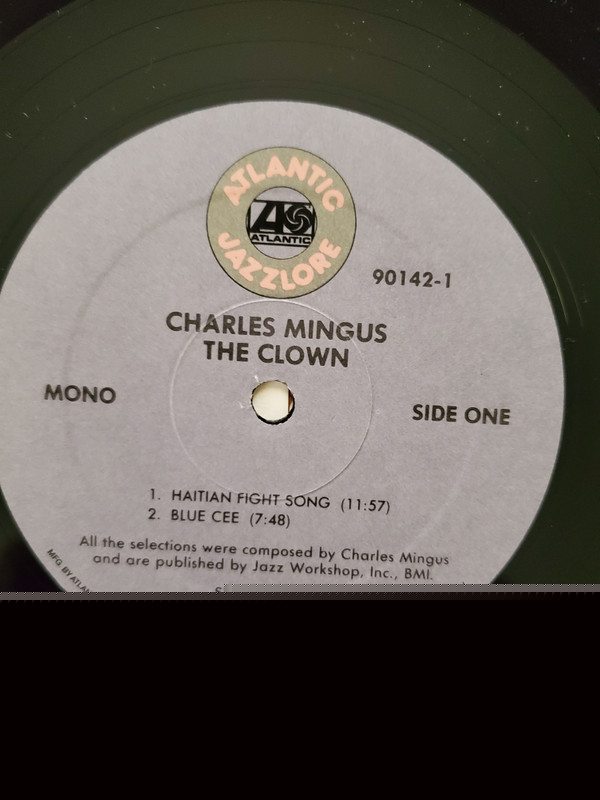 ATLANTIC
ATLANTIC
JAZZLORE
90142-1
CHARLES MINGUS
THE CLOWN
MONO
SIDE ONE
1. HAITIAN FIGHT SONG (11:57)
2. BLUE CEE (7:48)
All the selections were composed by Charles Mingus
and are published by Jazz Workshop, Inc., BMI.
MFG. BY